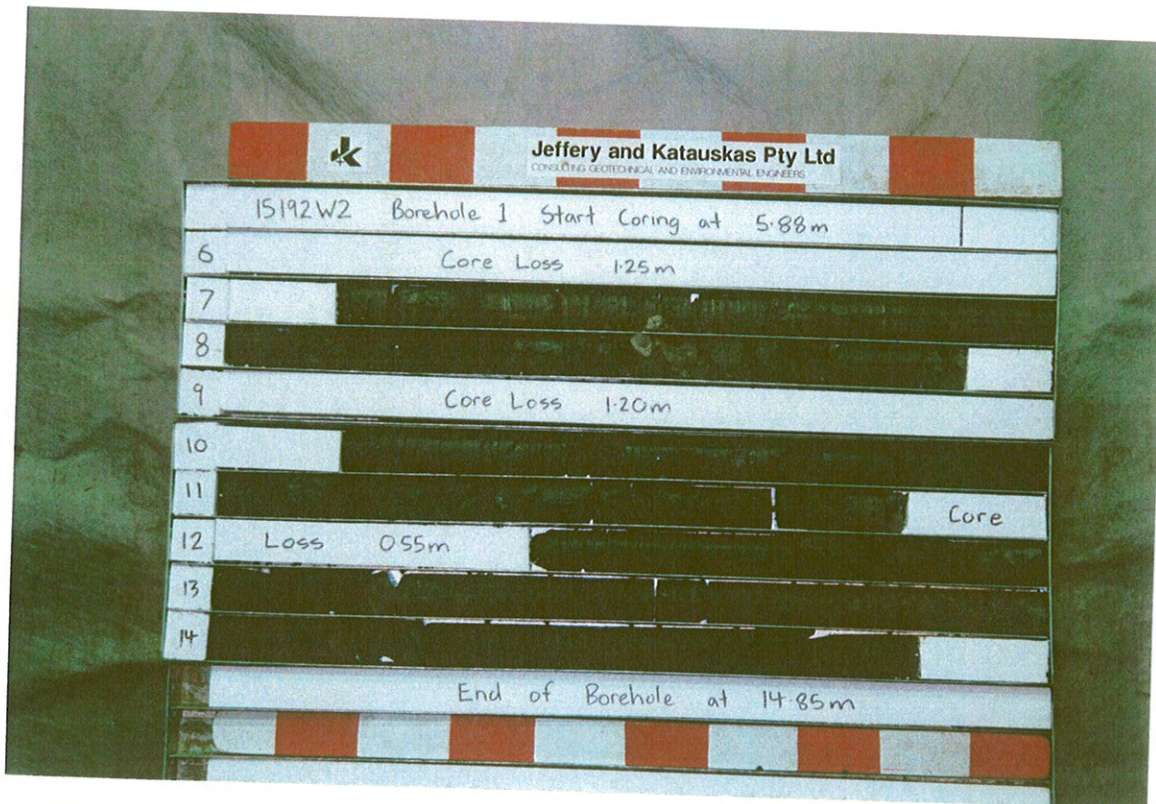 JK
Jeffery and Katauskas Pty Ltd
CONSULTING GEOTECHNICAL AND ENVIRONMENTAL ENGINEERS
15192W2 Borehole 1 Start Coring at 5.88m
6 Core Loss 1.25m
7
8
9 Core Loss 1.20m
10
11 Core
12 Loss 055m
13
14
End of Borehole at 14.85m